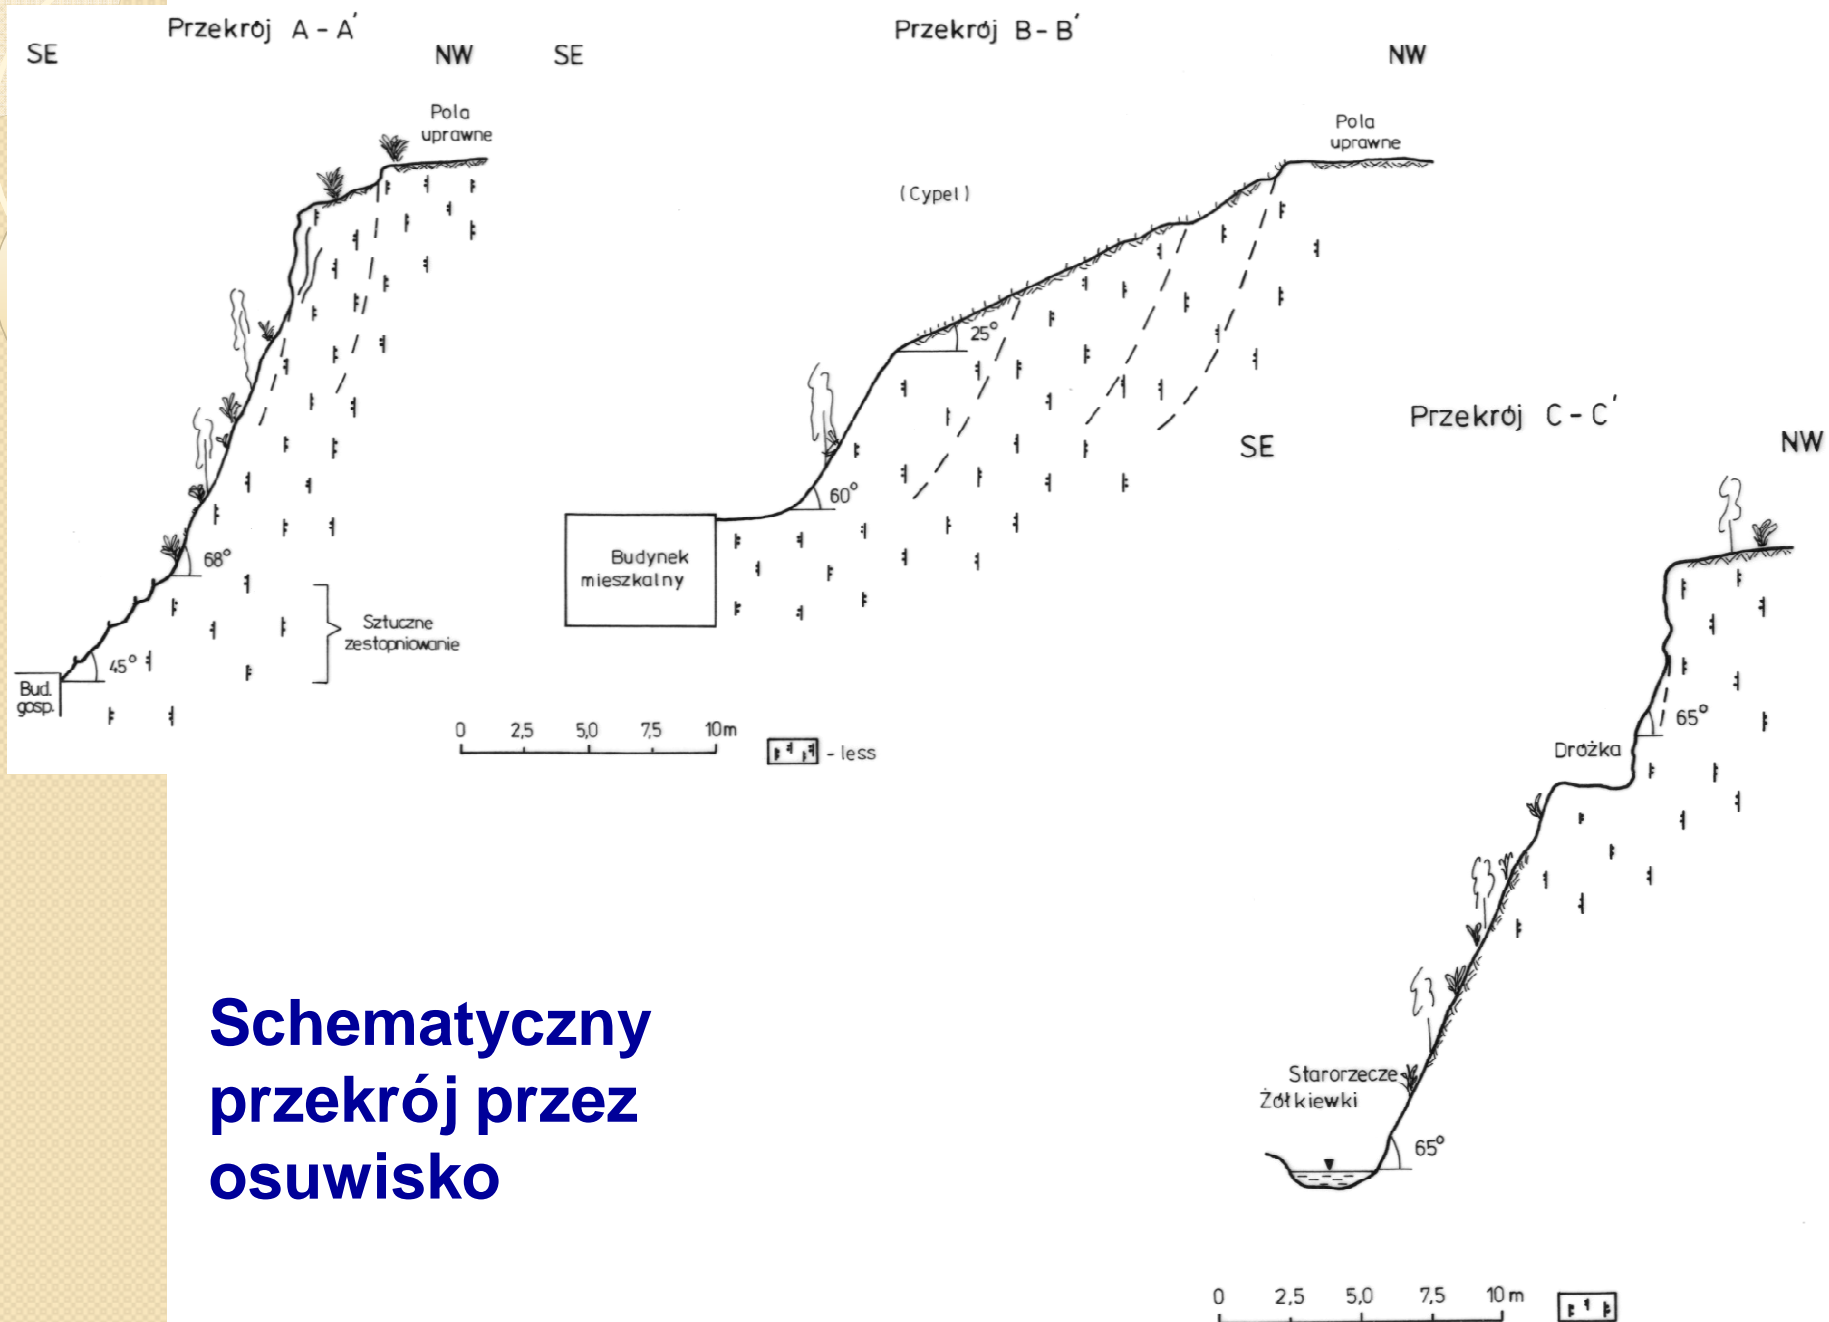 Przekrój A - A'
SE
NW
Pola
uprawne
68°
45°
Sztuczne
zestopniowanie
Bud.
gosp.
Przekrój B - B'
SE
NW
Pola
uprawne
(Cypel)
25°
60°
Budynek
mieszkalny
0 2,5 5,0 7,5 10m
- less
Przekrój C - C'
SE
NW
65°
Dróżka
Starorzecze
Żółkiewki
65°
0 2,5 5,0 7,5 10m
Schematyczny
przekrój przez
osuwisko